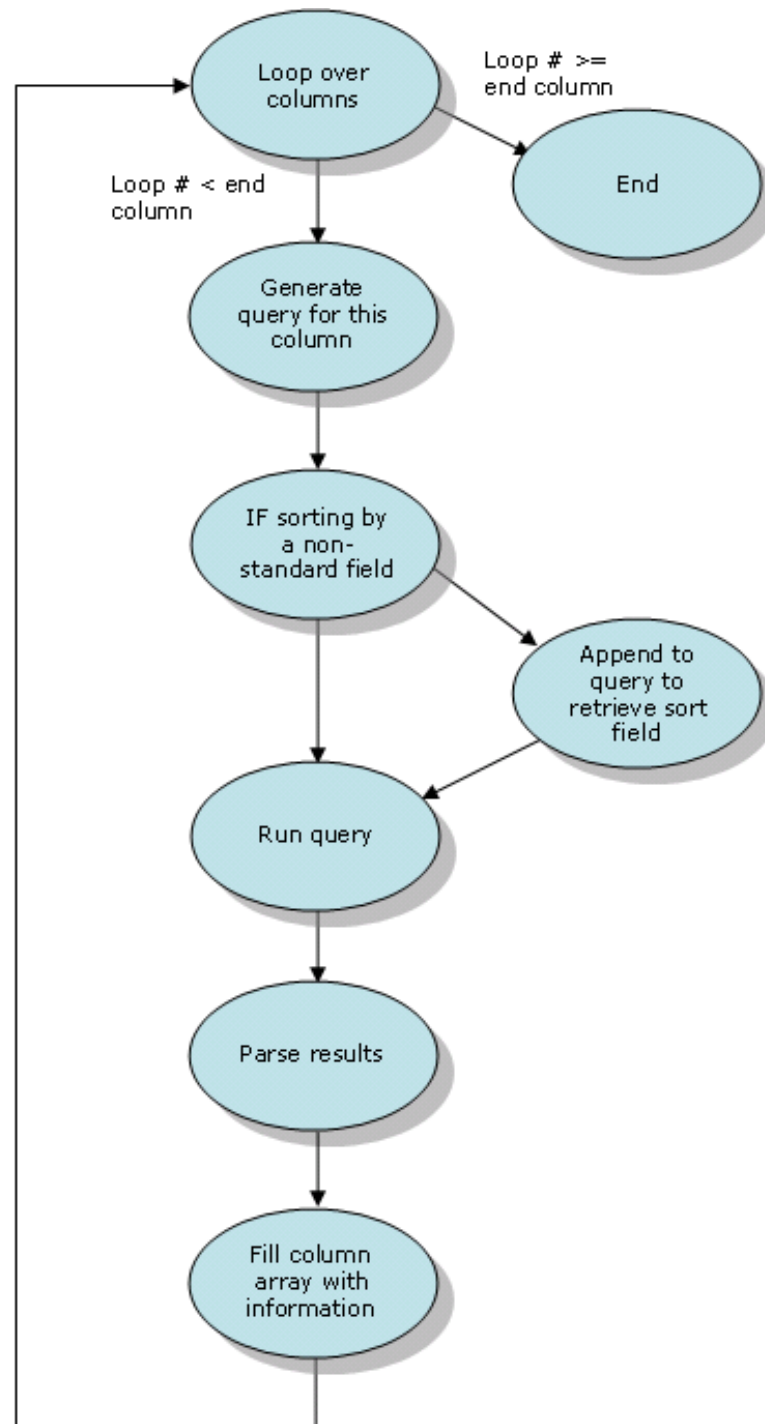 Loop over
columns
Loop # >=
end column
End
Loop # < end
column
Generate
query for this
column
IF sorting by
a non-
standard field
Append to
query to
retrieve sort
field
Run query
Parse results
Fill column
array with
information